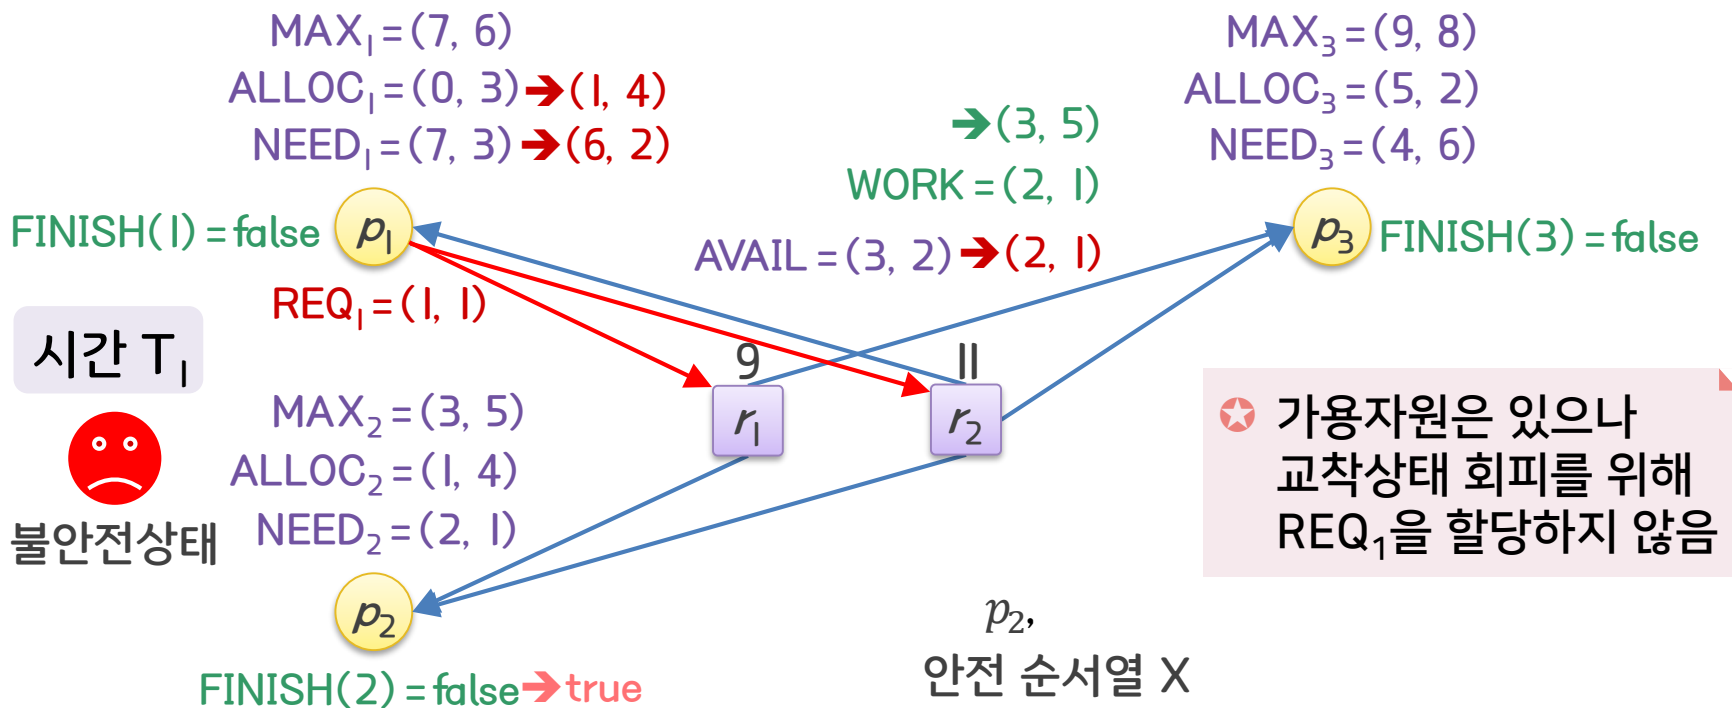 MAX₁ = (7, 6)
ALLOC₁ = (0, 3) ➔ (1, 4)
NEED₁ = (7, 3) ➔ (6, 2)
FINISH(1) = false
p₁
REQ₁ = (1, 1)
➔ (3, 5)
WORK = (2, 1)
AVAIL = (3, 2) ➔ (2, 1)
MAX₃ = (9, 8)
ALLOC₃ = (5, 2)
NEED₃ = (4, 6)
p₃
FINISH(3) = false
시간 T₁
불안전상태
9
r₁
11
r₂
MAX₂ = (3, 5)
ALLOC₂ = (1, 4)
NEED₂ = (2, 1)
p₂
FINISH(2) = false ➔ true
가용자원은 있으나
교착상태 회피를 위해
REQ₁을 할당하지 않음
p₂,
안전 순서열 X